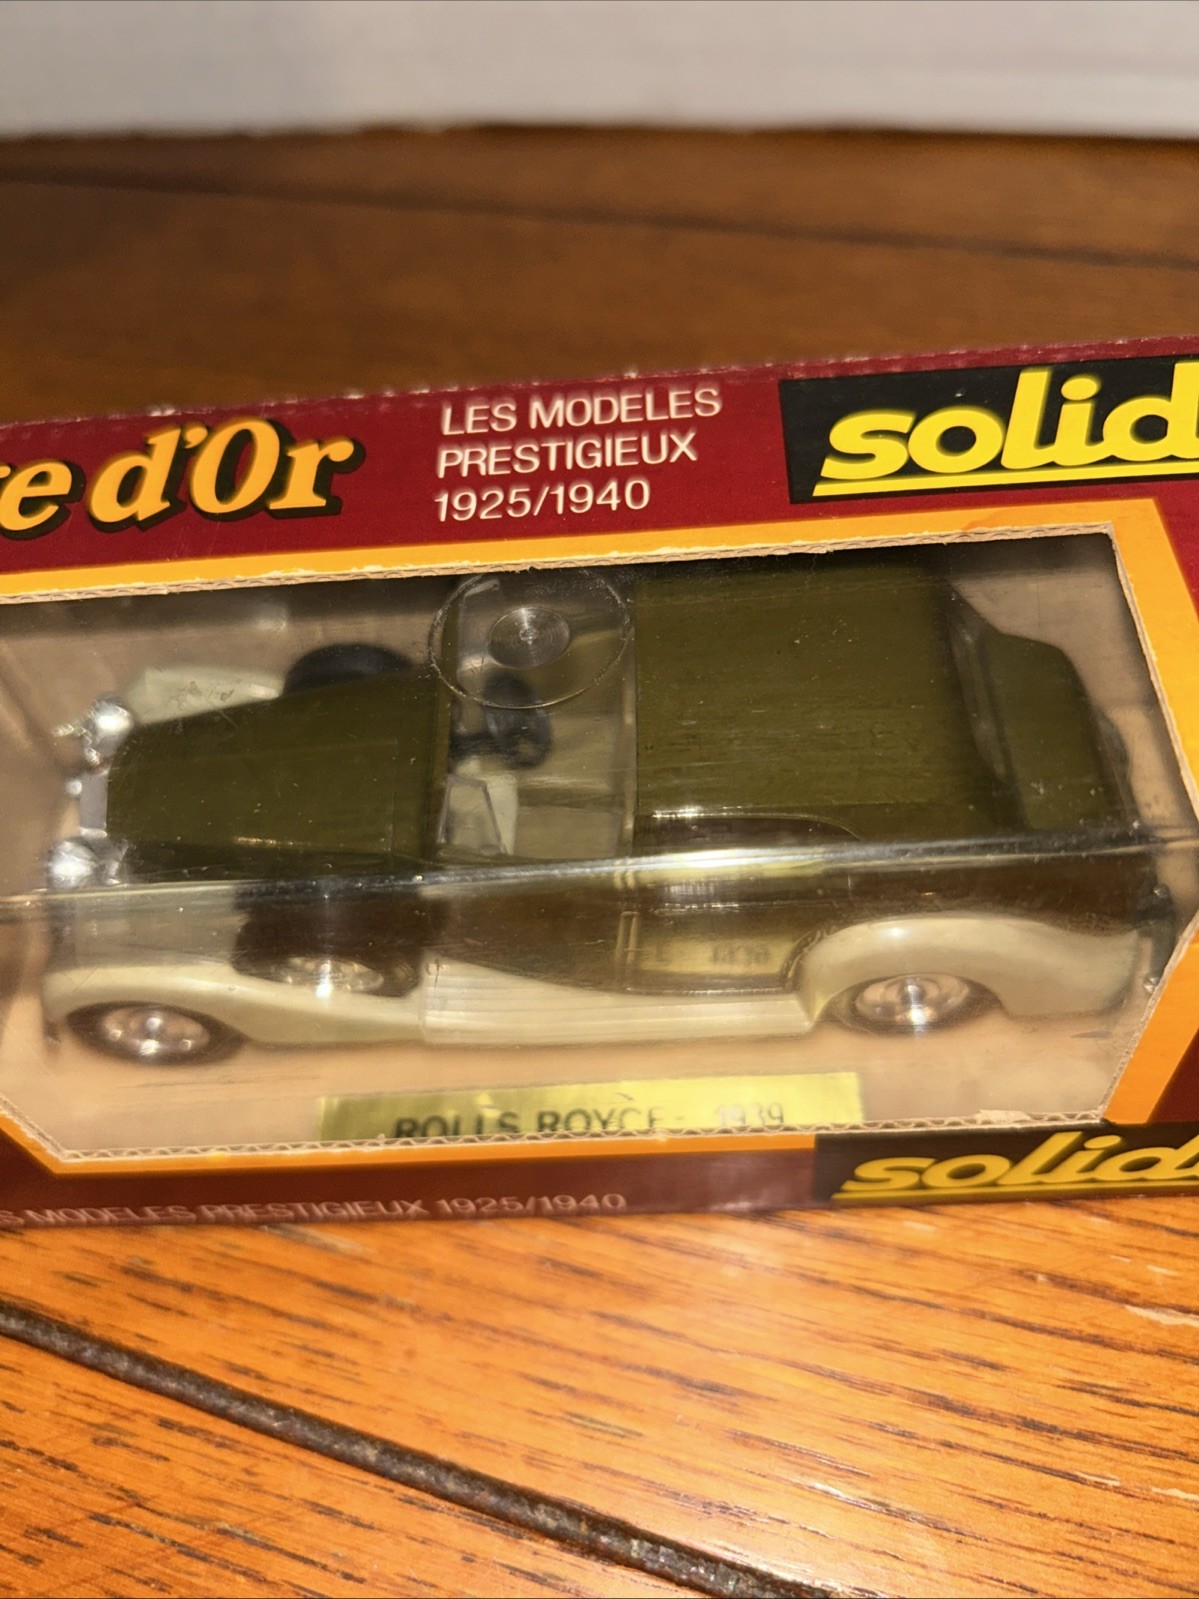 e d'Or
LES MODELES
PRESTIGIEUX
1925/1940
solid
ROLLS ROYCE - 1939
S MODELES PRESTIGIEUX 1925/1940
solid